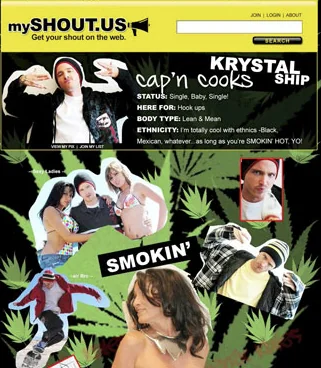 JOIN | LOGIN | ABOUT
mySHOUT.US
Get your shout on the web.
SEARCH
KRYSTAL
SHIP
cap'n cooks
STATUS: Single, Baby, Single!
HERE FOR: Hook ups
BODY TYPE: Lean & Mean
ETHNICITY: I'm totally cool with ethnics -Black,
Mexican, whatever...as long as you're SMOKIN' HOT, YO!
VIEW MY PIX | JOIN MY LIST
SMOKIN'